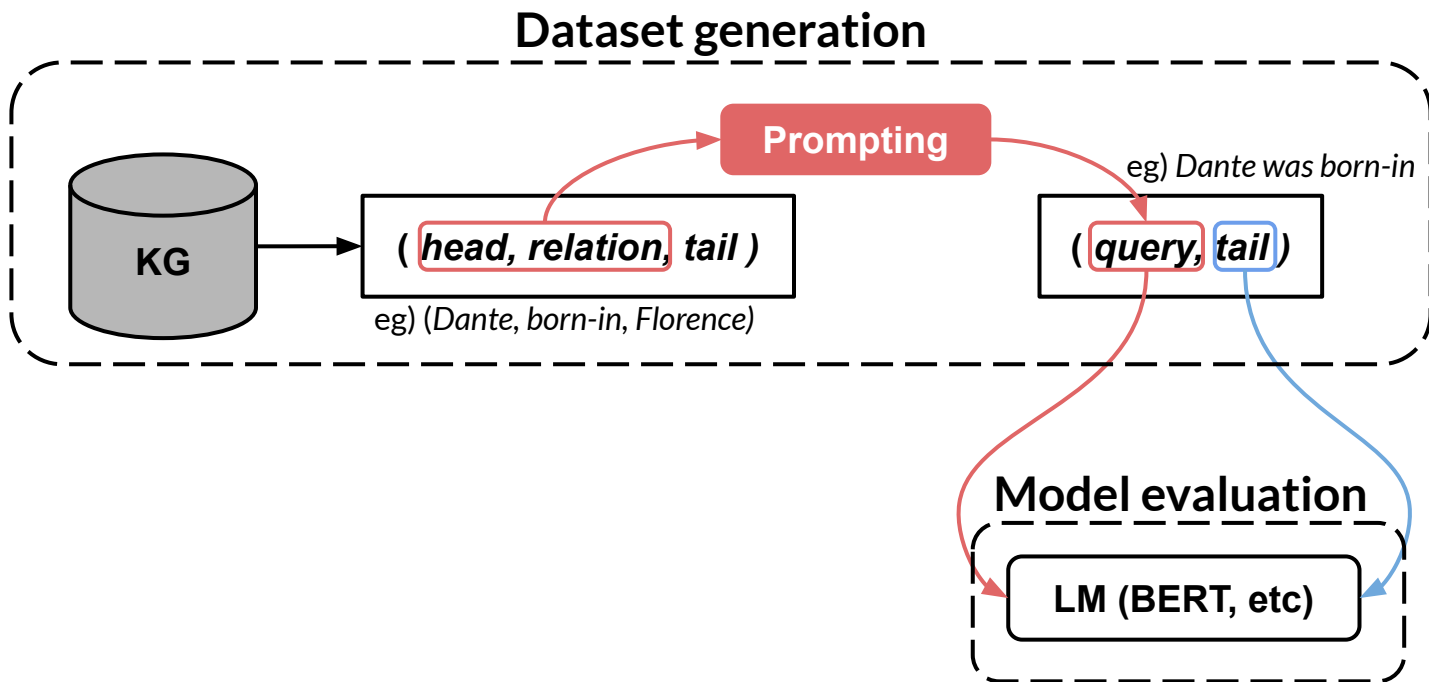 Dataset generation
Prompting
eg) Dante was born-in
KG
( head, relation, tail )
( query, tail )
eg) (Dante, born-in, Florence)
Model evaluation
LM (BERT, etc)